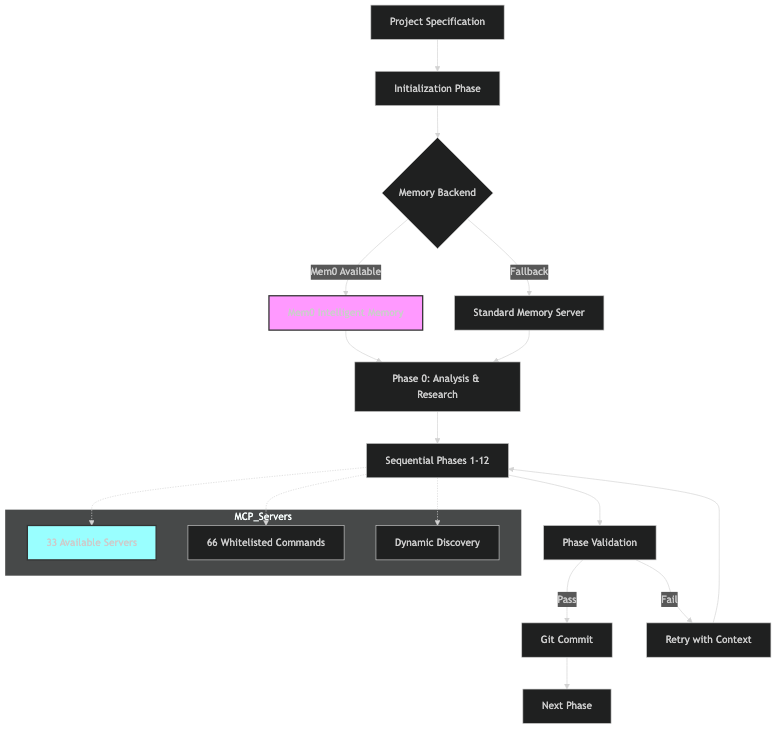 Project Specification
Initialization Phase
Memory Backend
Mem0 Available
Fallback
Mem0 Intelligent Memory
Standard Memory Server
Phase 0: Analysis &
Research
Sequential Phases 1-12
MCP_Servers
33 Available Servers
66 Whitelisted Commands
Dynamic Discovery
Phase Validation
Pass
Fail
Git Commit
Retry with Context
Next Phase